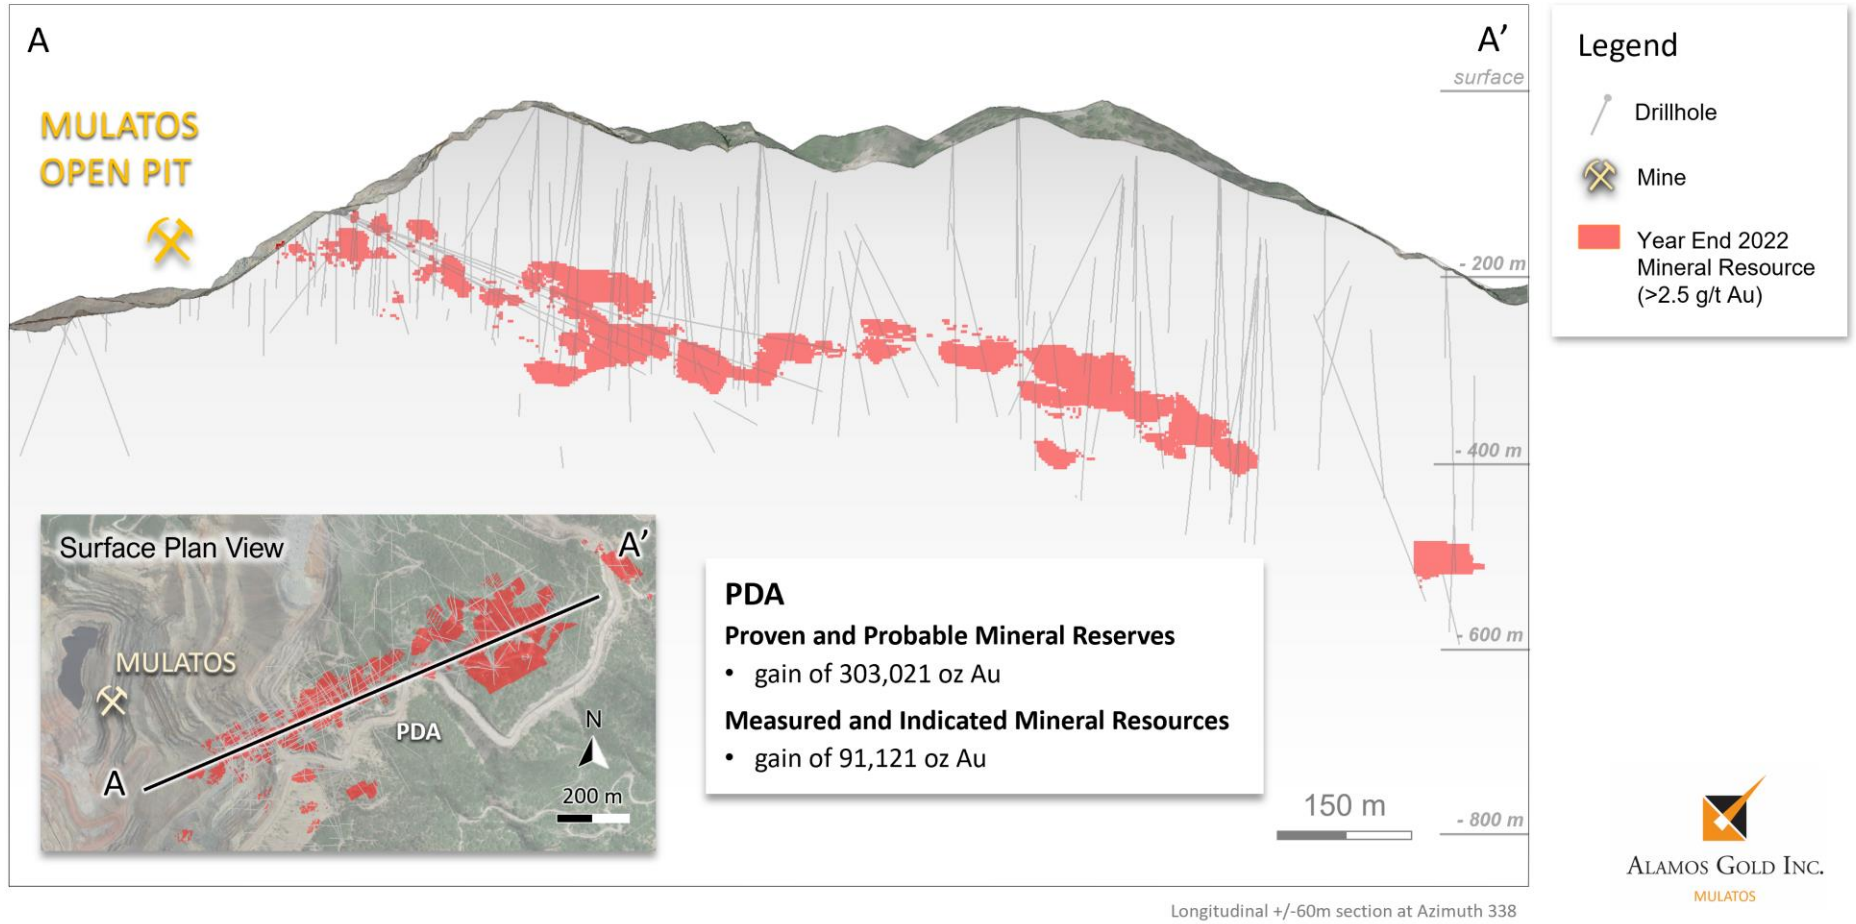 A
A’
surface
MULATOS
OPEN PIT
- 200 m
- 400 m
- 600 m
- 800 m
Legend
Drillhole
Mine
Year End 2022
Mineral Resource
(>2.5 g/t Au)
Surface Plan View
A’
MULATOS
PDA
A
N
200 m
PDA
Proven and Probable Mineral Reserves
• gain of 303,021 oz Au
Measured and Indicated Mineral Resources
• gain of 91,121 oz Au
150 m
ALAMOS GOLD INC.
MULATOS
Longitudinal +/-60m section at Azimuth 338